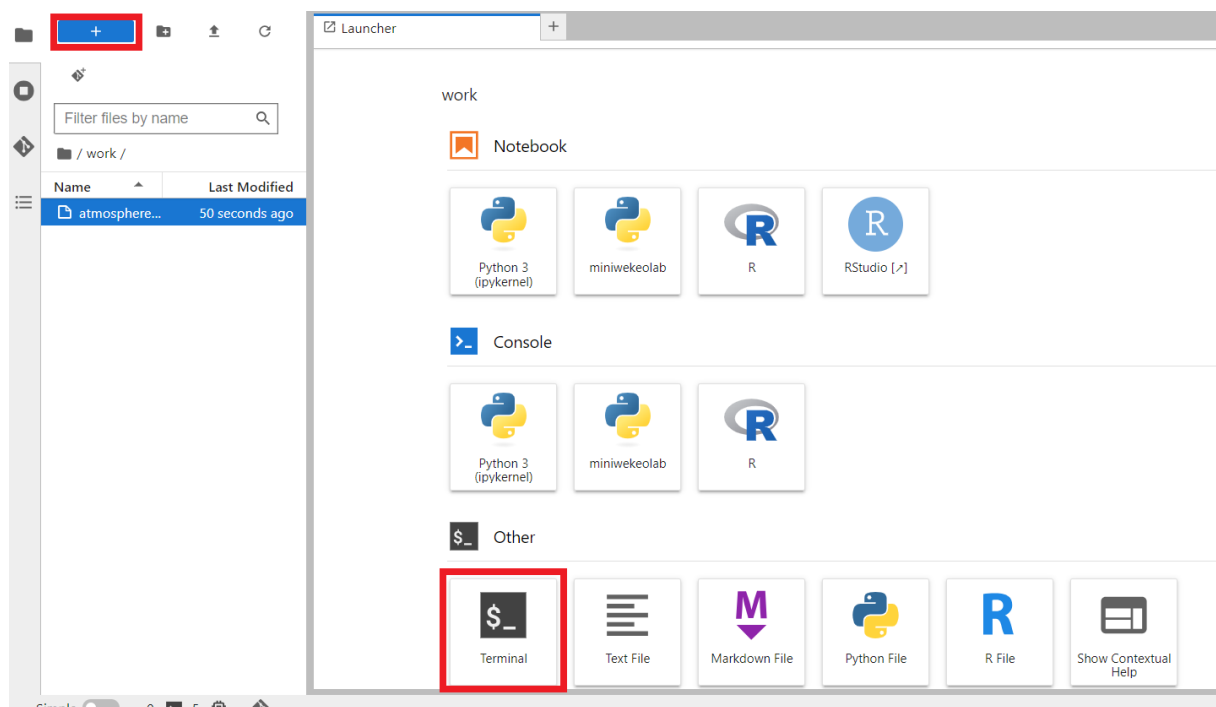 +
Launcher
+
Filter files by name
/ work /
Name
Last Modified
atmosphere...
50 seconds ago
work
Notebook
Python 3
(ipykernel)
miniwekeolab
R
R
RStudio [↗]
>_ Console
Python 3
(ipykernel)
miniwekeolab
R
$_ Other
$_
Terminal
Text File
M
Markdown File
Python File
R
R File
Show Contextual
Help
Simple